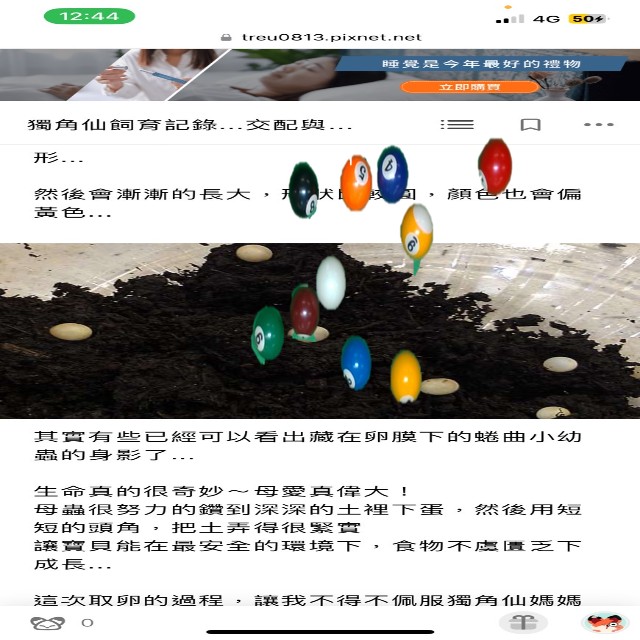 12:44
4G
50
treu0813.pixnet.net
睡覺是今年最好的禮物
立即購買
獨角仙飼育記錄...交配與...
形...
然後會漸漸的長大，形狀，顏色也會偏
黃色...
其實有些已經可以看出藏在卵膜下的蜷曲小幼
蟲的身影了...
生命真的很奇妙～母愛真偉大！
母蟲很努力的鑽到深深的土裡下蛋，然後用短
短的頭角，把土弄得很緊實
讓寶貝能在最安全的環境下，食物不虞匱乏下
成長...
這次取卵的過程，讓我不得不佩服獨角仙媽媽
0